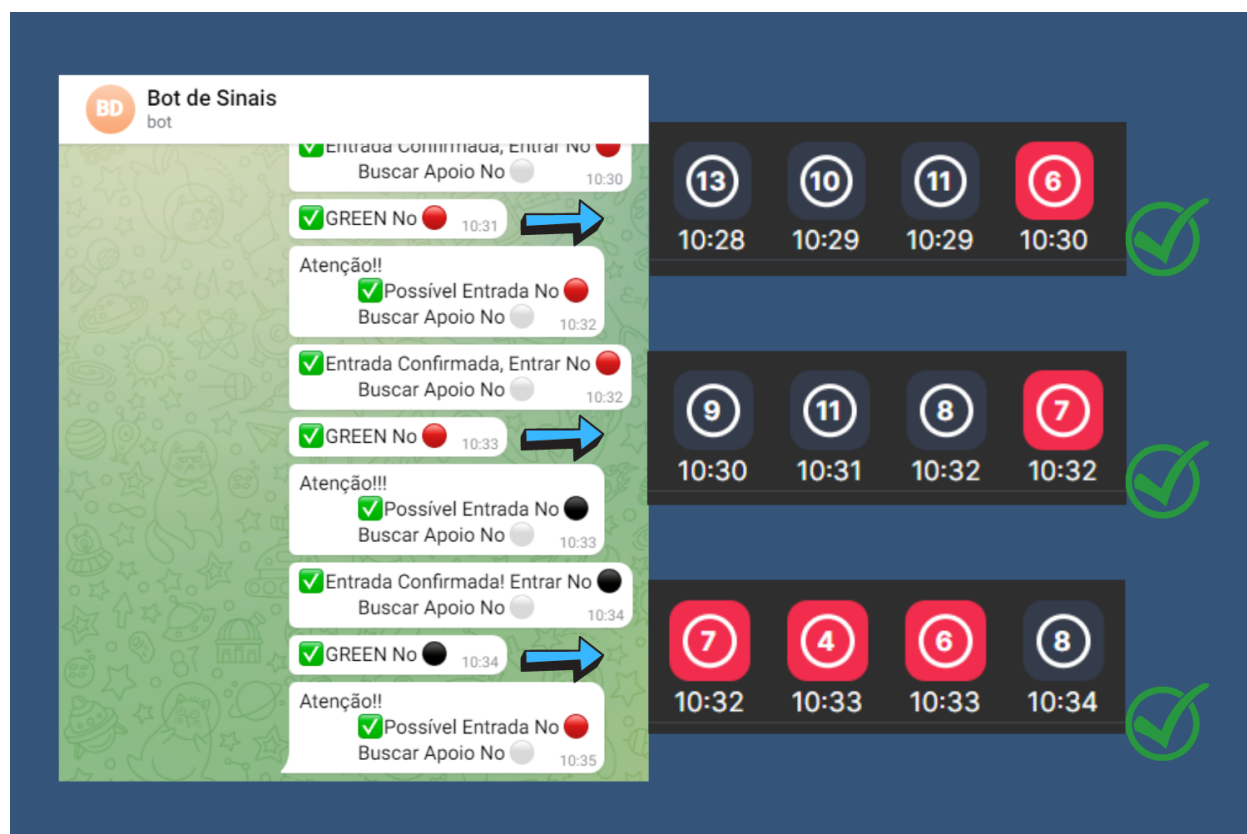 BD
Bot de Sinais
bot
✅Entrada Confirmada, Entrar No 🔴
Buscar Apoio No ⚪ 10:30
✅GREEN No 🔴 10:31
Atenção!!
✅Possível Entrada No 🔴
Buscar Apoio No ⚪ 10:32
✅Entrada Confirmada, Entrar No 🔴
Buscar Apoio No ⚪ 10:32
✅GREEN No 🔴 10:33
Atenção!!!
✅Possível Entrada No ⚫
Buscar Apoio No ⚪ 10:33
✅Entrada Confirmada! Entrar No ⚫
Buscar Apoio No ⚪ 10:34
✅GREEN No ⚫ 10:34
Atenção!!
✅Possível Entrada No 🔴
Buscar Apoio No ⚪ 10:35
13 10 11 6
10:28 10:29 10:29 10:30
9 11 8 7
10:30 10:31 10:32 10:32
7 4 6 8
10:32 10:33 10:33 10:34